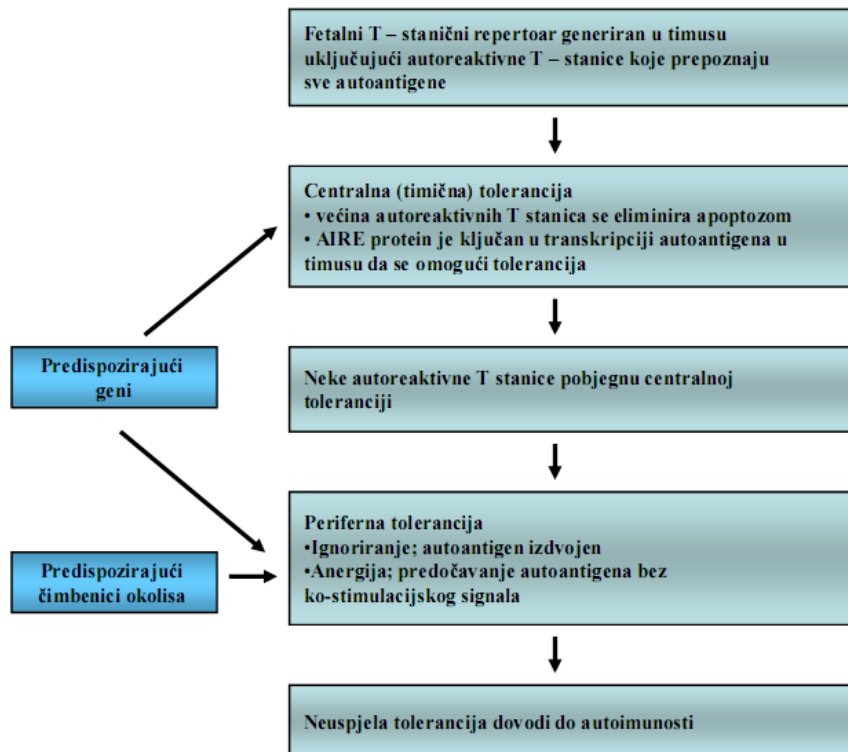 Fetalni T – stanični repertoar generiran u timusu
uključujući autoreaktivne T – stanice koje prepoznaju
sve autoantigene
Centralna (timična) tolerancija
• većina autoreaktivnih T stanica se eliminira apoptozom
• AIRE protein je ključan u transkripciji autoantigena u
timusu da se omogući tolerancija
Predispozirajući
geni
Neke autoreaktivne T stanice pobjegnu centralnoj
toleranciji
Periferna tolerancija
•Ignoriranje; autoantigen izdvojen
•Anergija; predočavanje autoantigena bez
ko-stimulacijskog signala
Predispozirajući
čimbenici okolisa
Neuspjela tolerancija dovodi do autoimunosti